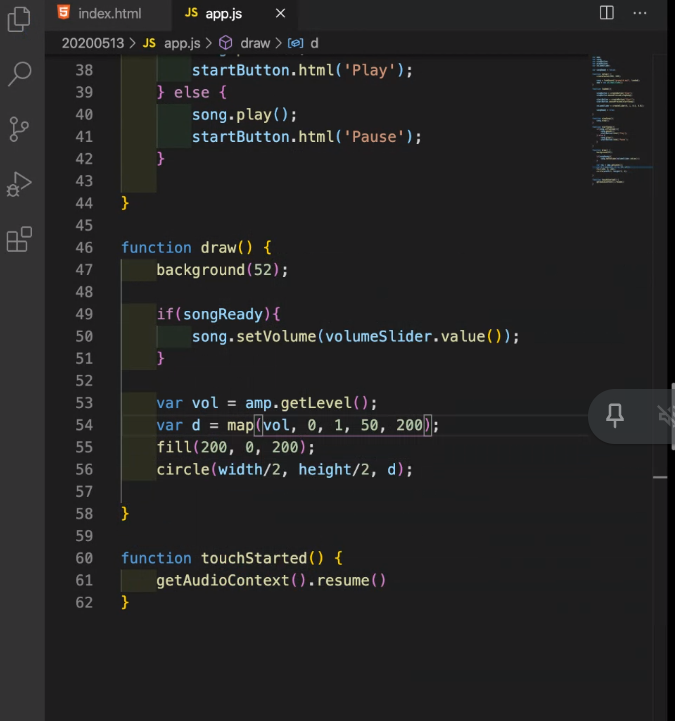 index.html
JS app.js
20200513 > JS app.js > draw > d
38 startButton.html('Play');
39 } else {
40 song.play();
41 startButton.html('Pause');
42 }
43
44 }
45
46 function draw() {
47 background(52);
48
49 if(songReady){
50 song.setVolume(volumeSlider.value());
51 }
52
53 var vol = amp.getLevel();
54 var d = map(vol, 0, 1, 50, 200);
55 fill(200, 0, 200);
56 circle(width/2, height/2, d);
57
58 }
59
60 function touchStarted() {
61 getAudioContext().resume()
62 }